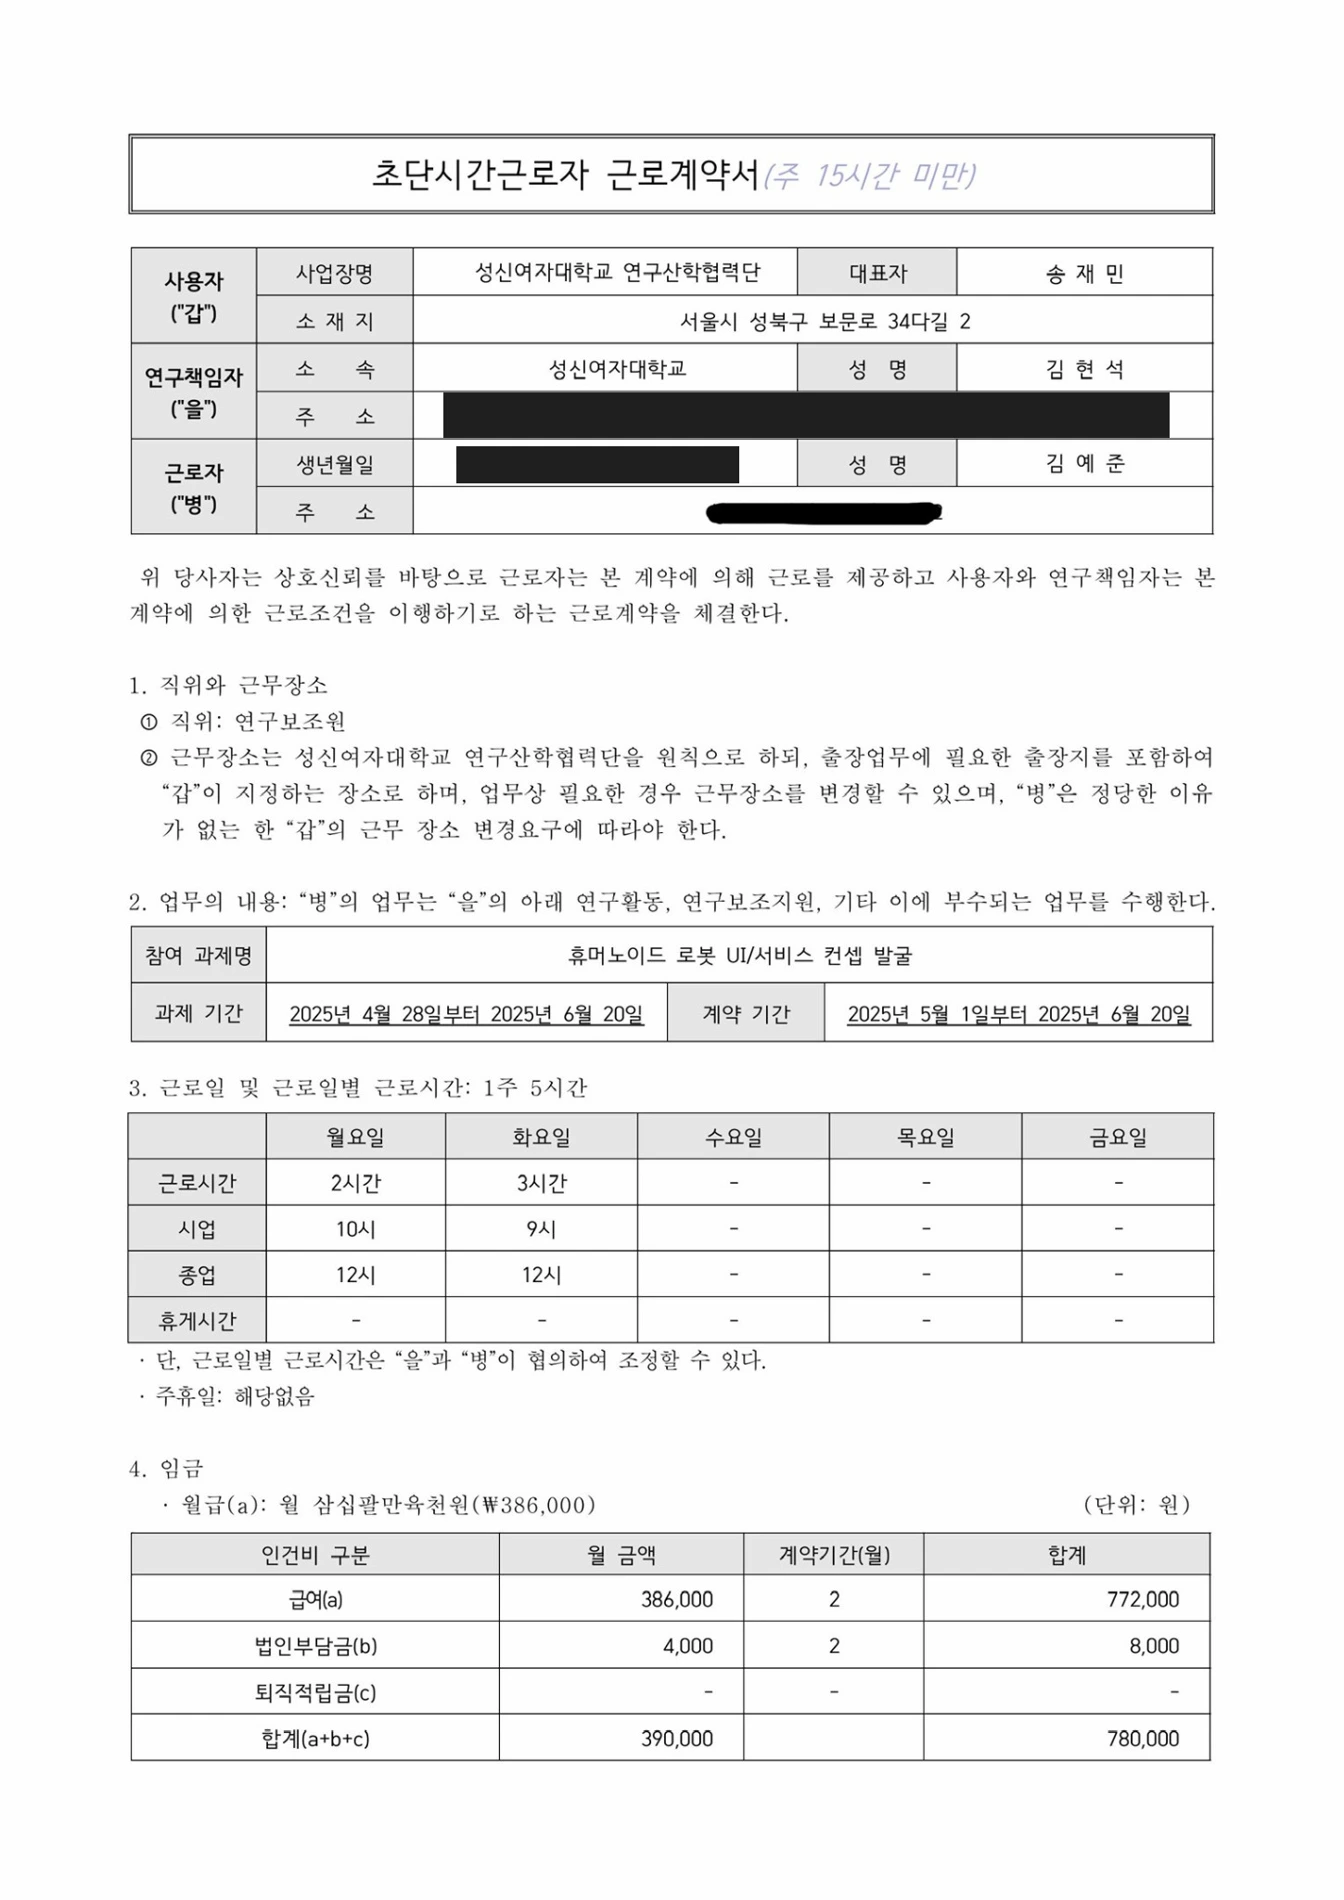 초단시간근로자 근로계약서(주 15시간 미만)
사용자 ("갑") 사업장명 성신여자대학교 연구산학협력단 대표자 송 재 민
소 재 지 서울시 성북구 보문로 34다길 2
연구책임자 ("을") 소 속 성신여자대학교 성 명 김 현 석
주 소
근로자 ("병") 생년월일 성 명 김 예 준
주 소
위 당사자는 상호신뢰를 바탕으로 근로자는 본 계약에 의해 근로를 제공하고 사용자와 연구책임자는 본
계약에 의한 근로조건을 이행하기로 하는 근로계약을 체결한다.
1. 직위와 근무장소
① 직위: 연구보조원
② 근무장소는 성신여자대학교 연구산학협력단을 원칙으로 하되, 출장업무에 필요한 출장지를 포함하여
“갑”이 지정하는 장소로 하며, 업무상 필요한 경우 근무장소를 변경할 수 있으며, “병”은 정당한 이유
가 없는 한 “갑”의 근무 장소 변경요구에 따라야 한다.
2. 업무의 내용: “병”의 업무는 “을”의 아래 연구활동, 연구보조지원, 기타 이에 부수되는 업무를 수행한다.
참여 과제명 휴머노이드 로봇 UI/서비스 컨셉 발굴
과제 기간 2025년 4월 28일부터 2025년 6월 20일 계약 기간 2025년 5월 1일부터 2025년 6월 20일
3. 근로일 및 근로일별 근로시간: 1주 5시간
월요일 화요일 수요일 목요일 금요일
근로시간 2시간 3시간 - - -
시업 10시 9시 - - -
종업 12시 12시 - - -
휴게시간 - - - - -
· 단, 근로일별 근로시간은 “을”과 “병”이 협의하여 조정할 수 있다.
· 주휴일: 해당없음
4. 임금
· 월급(a): 월 삼십팔만육천원(₩386,000) (단위: 원)
인건비 구분 월 금액 계약기간(월) 합계
급여(a) 386,000 2 772,000
법인부담금(b) 4,000 2 8,000
퇴직적립금(c) - - -
합계(a+b+c) 390,000 780,000